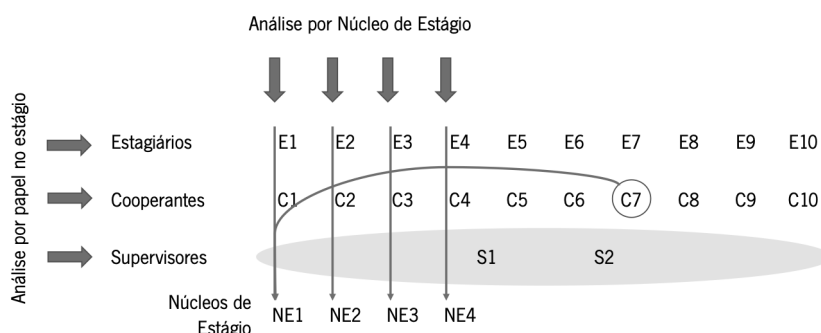 Análise por Núcleo de Estágio
Análise por papel no estágio
Estagiários E1 E2 E3 E4 E5 E6 E7 E8 E9 E10
Cooperantes C1 C2 C3 C4 C5 C6 C7 C8 C9 C10
Supervisores S1 S2
Núcleos de
Estágio
NE1 NE2 NE3 NE4